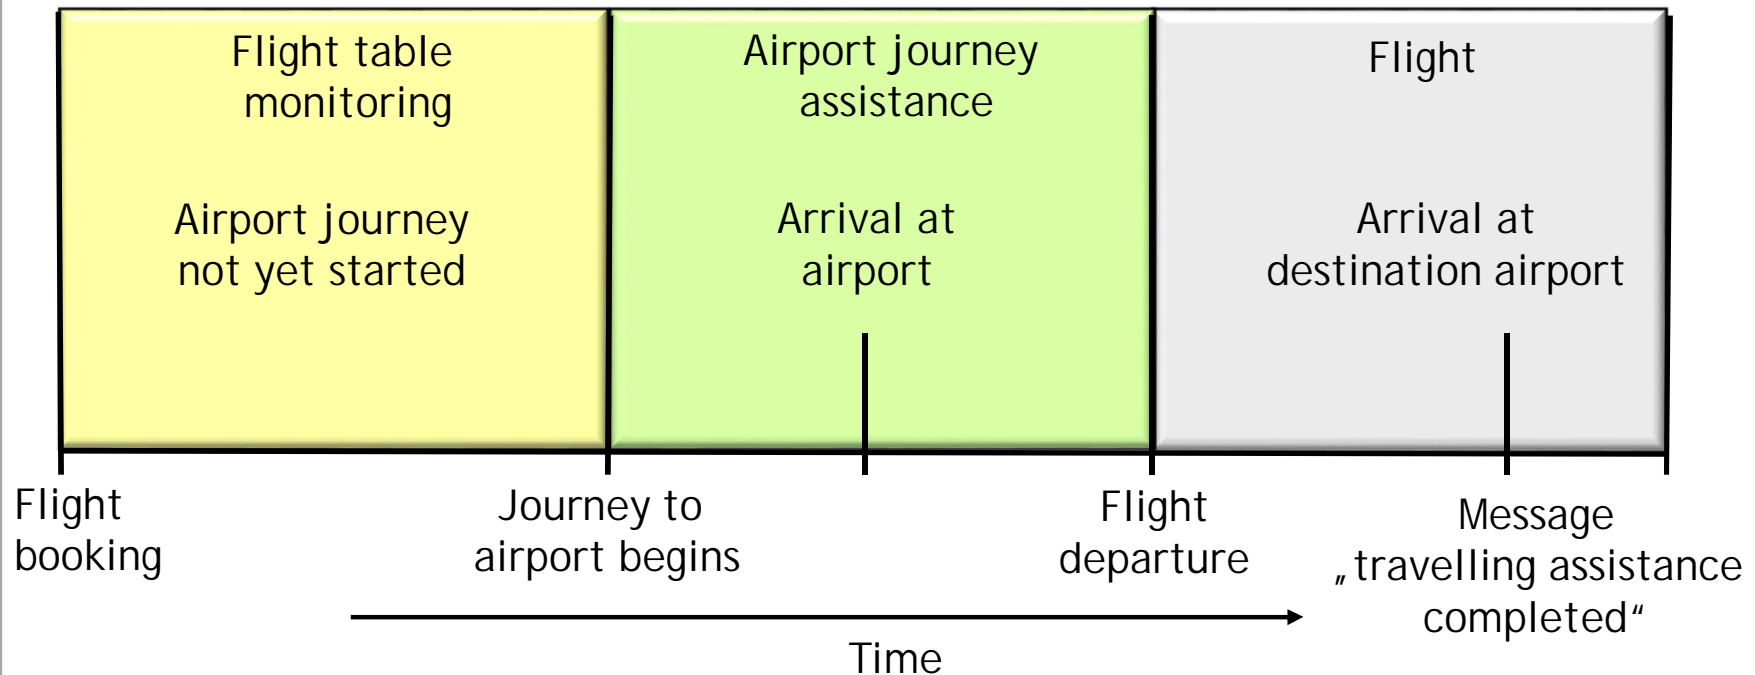 Flight table
monitoring
Airport journey
not yet started
Airport journey
assistance
Arrival at
airport
Flight
Arrival at
destination airport
Flight
booking
Journey to
airport begins
Flight
departure
Message
„travelling assistance
completed“
Time